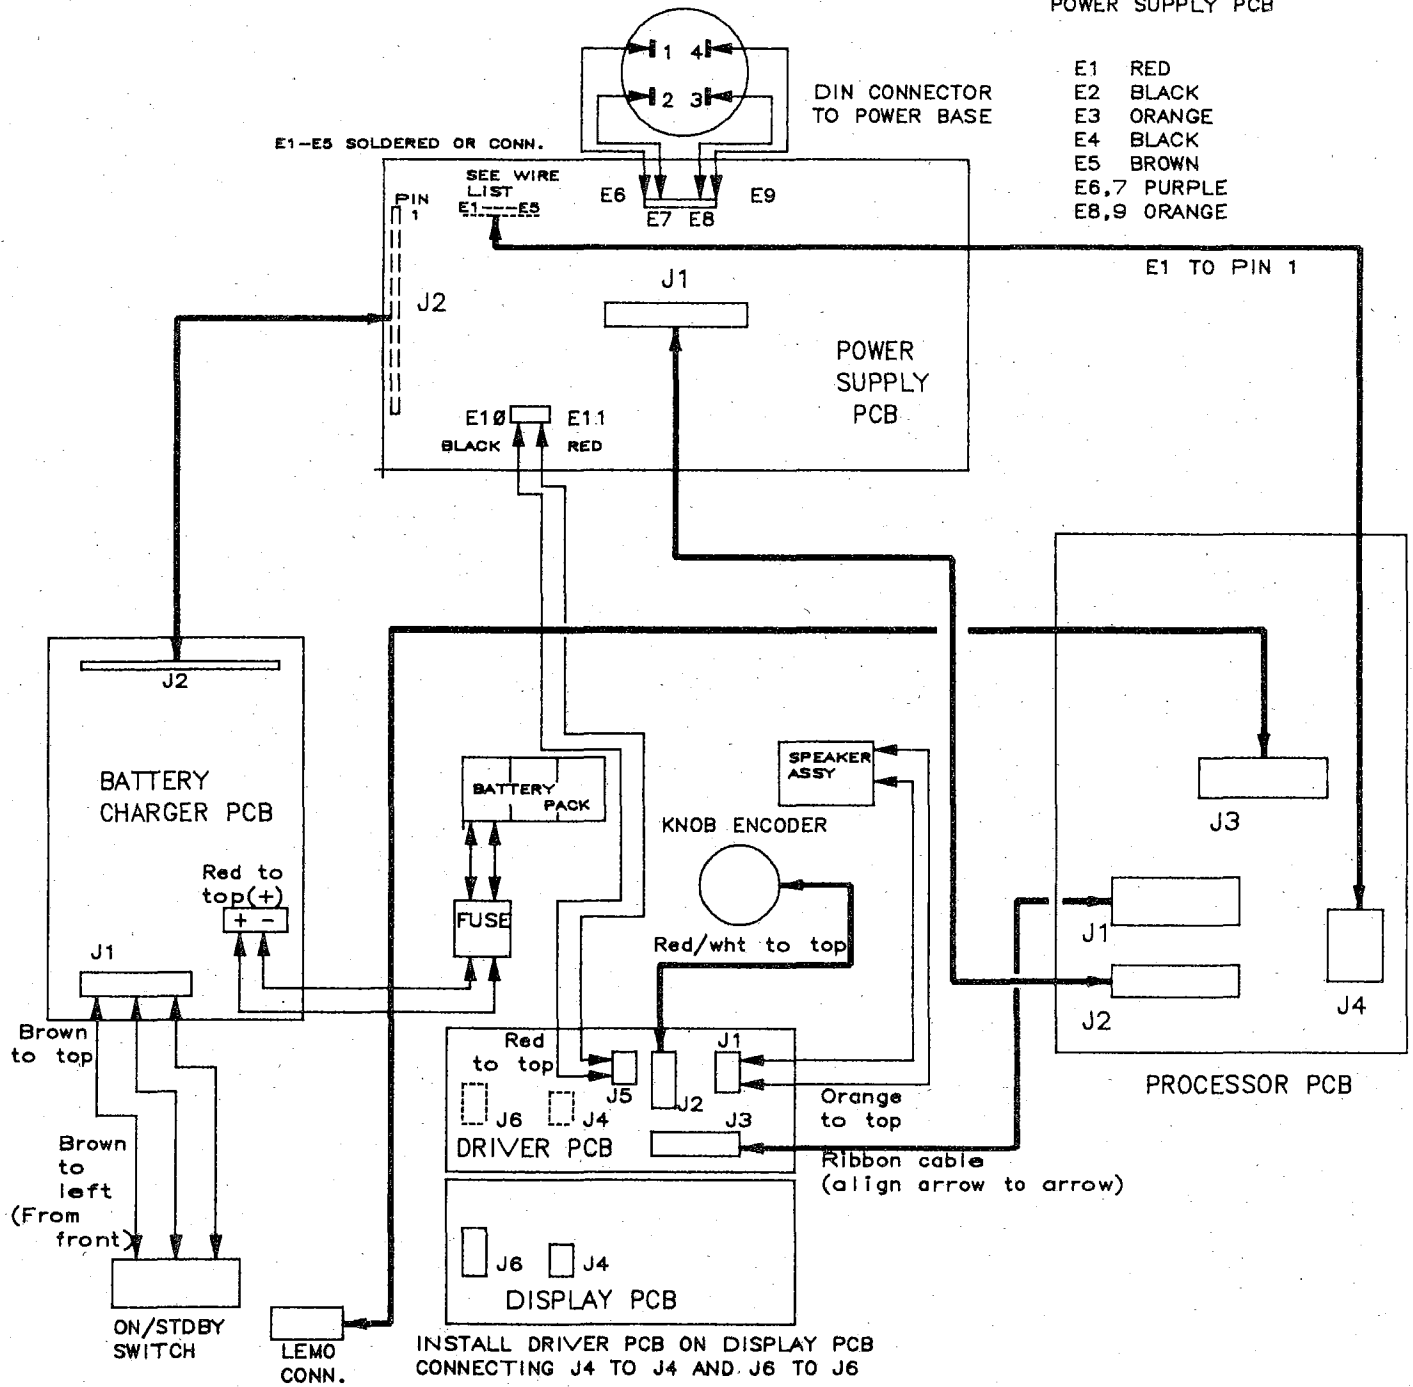 POWER SUPPLY PCB
E1 RED
E2 BLACK
E3 ORANGE
E4 BLACK
E5 BROWN
E6,7 PURPLE
E8,9 ORANGE
1 4
2 3
DIN CONNECTOR
TO POWER BASE
E1-E5 SOLDERED OR CONN.
SEE WIRE
LIST
E1---E5
PIN
1
E6
E7 E8
E9
E1 TO PIN 1
J2
J1
POWER
SUPPLY
PCB
E10
E11
BLACK
RED
J2
BATTERY
CHARGER PCB
Red to
top(+)
+ -
J1
BATTERY
PACK
FUSE
SPEAKER
ASSY
KNOB ENCODER
Red/wht to top
J3
J1
J2
J4
PROCESSOR PCB
Brown
to top
Brown
to
left
(From
front)
ON/STDBY
SWITCH
LEMO
CONN.
Red
to top
J5
J2
J1
J6
J4
J3
DRIVER PCB
Orange
to top
Ribbon cable
(align arrow to arrow)
J6
J4
DISPLAY PCB
INSTALL DRIVER PCB ON DISPLAY PCB
CONNECTING J4 TO J4 AND J6 TO J6